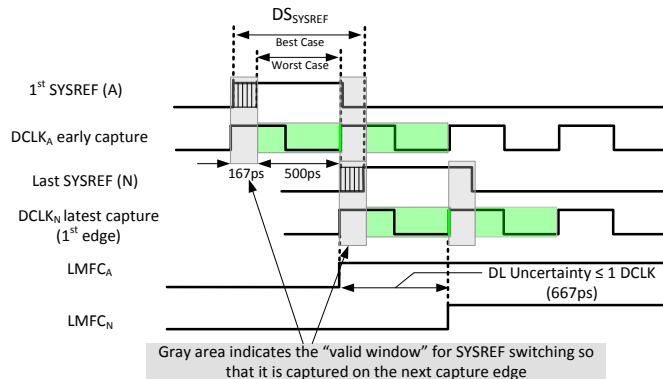 DS_SYSREF
Best Case
Worst Case
1st SYSREF (A)
DCLK_A early capture
167ps
500ps
Last SYSREF (N)
DCLK_N latest capture
(1st edge)
LMFC_A
DL Uncertainty ≤ 1 DCLK
(667ps)
LMFC_N
Gray area indicates the “valid window” for SYSREF switching so
that it is captured on the next capture edge